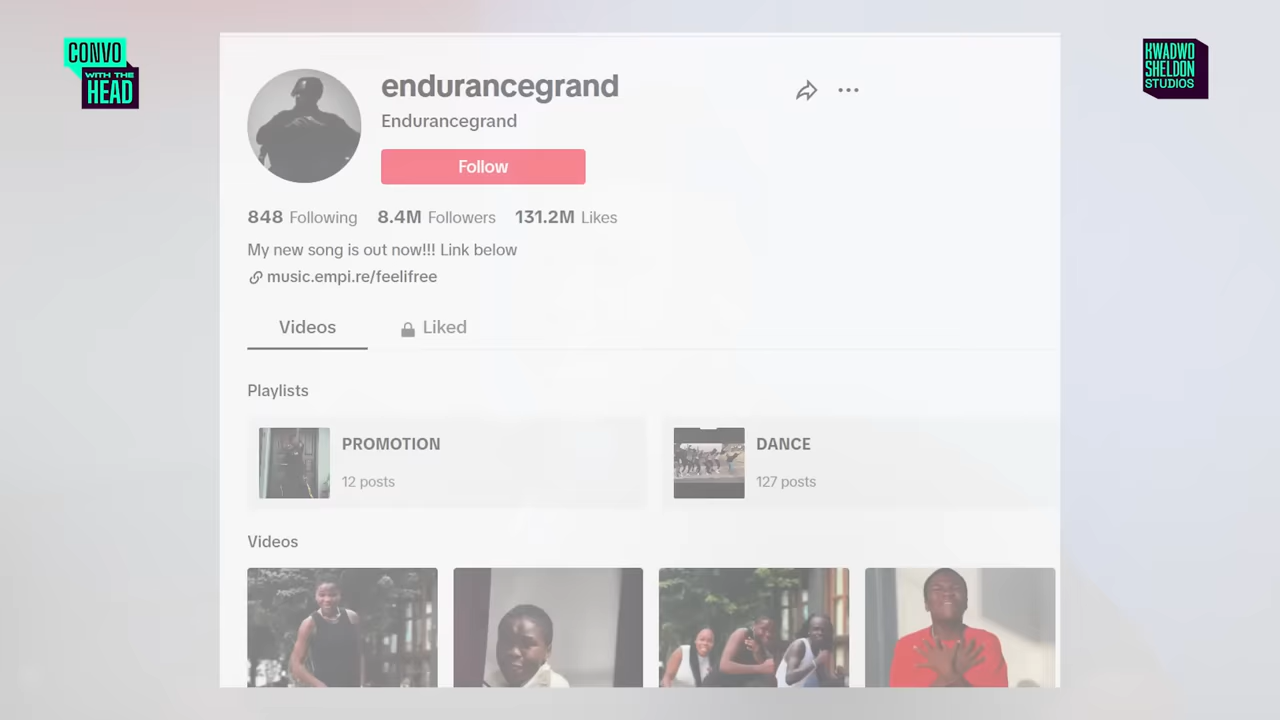 CONVO
WITH THE
HEAD
KWADWO
SHELDON
STUDIOS
endurancegrand
Endurancegrand
Follow
848 Following 8.4M Followers 131.2M Likes
My new song is out now!!! Link below
music.empi.re/feelifree
Videos Liked
Playlists
PROMOTION
12 posts
DANCE
127 posts
Videos